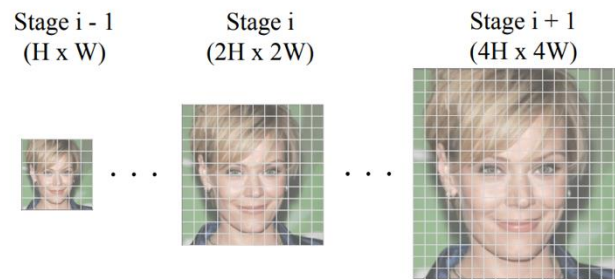 Stage i - 1
(H x W)
Stage i
(2H x 2W)
Stage i + 1
(4H x 4W)
. . .
. . .